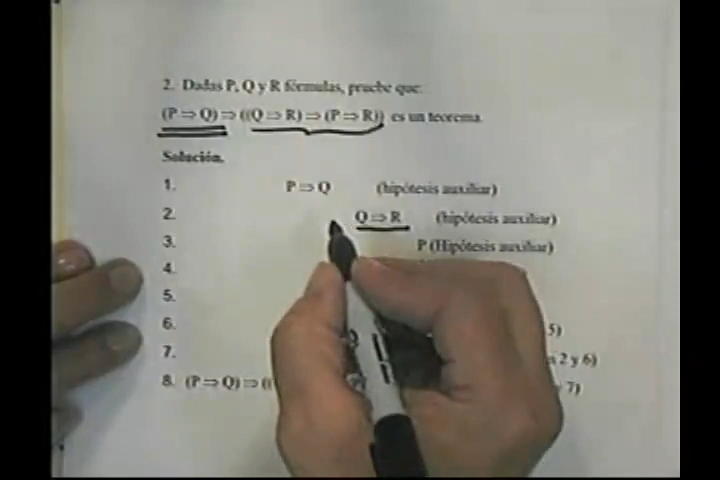 2. Dadas P, Q y R fórmulas, pruebe que:
(P ⇒ Q) ⇒ ((Q ⇒ R) ⇒ (P ⇒ R)) es un teorema.
Solución.
1. P ⇒ Q (hipótesis auxiliar)
2. Q ⇒ R (hipótesis auxiliar)
3. P (Hipótesis auxiliar)
4.
5.
6. 5)
7. 2 y 6)
8. (P ⇒ Q) ⇒ (( 7)